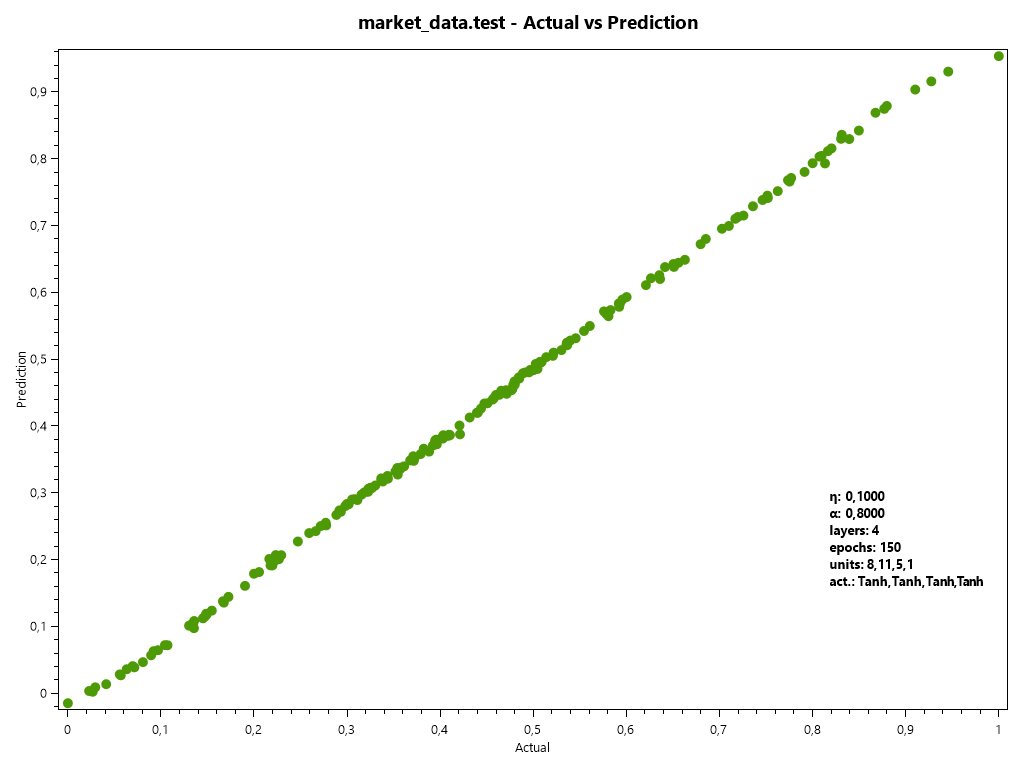 market_data.test - Actual vs Prediction
0,9
0,8
0,7
0,6
0,5
0,4
0,3
0,2
0,1
0
Prediction
η: 0,1000
α: 0,8000
layers: 4
epochs: 150
units: 8,11,5,1
act.: Tanh,Tanh,Tanh,Tanh
0 0,1 0,2 0,3 0,4 0,5 0,6 0,7 0,8 0,9 1
Actual